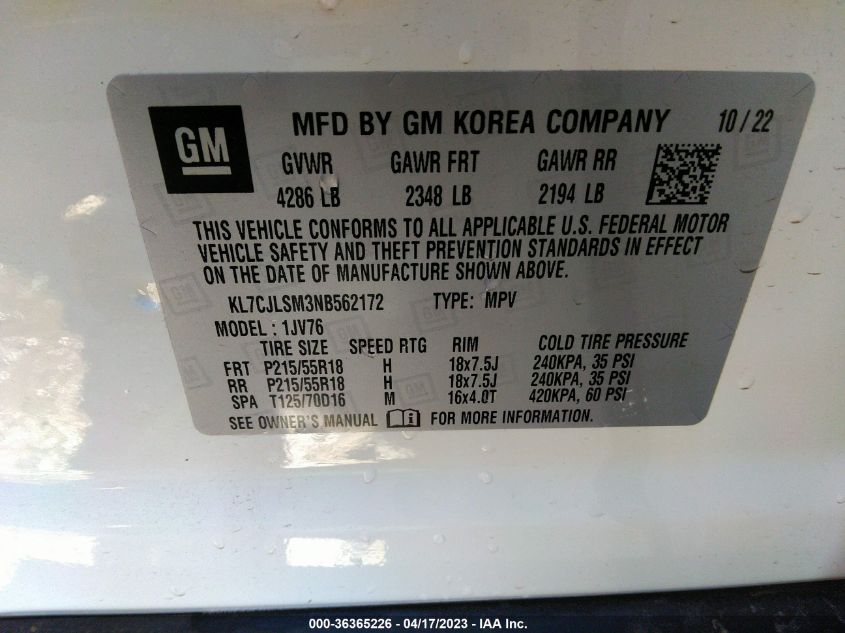 GM
MFD BY GM KOREA COMPANY 10 / 22
GVWR GAWR FRT GAWR RR
4286 LB 2348 LB 2194 LB
THIS VEHICLE CONFORMS TO ALL APPLICABLE U.S. FEDERAL MOTOR
VEHICLE SAFETY AND THEFT PREVENTION STANDARDS IN EFFECT
ON THE DATE OF MANUFACTURE SHOWN ABOVE.
KL7CJLSM3NB562172 TYPE: MPV
MODEL : 1JV76
TIRE SIZE SPEED RTG RIM COLD TIRE PRESSURE
FRT P215/55R18 H 18x7.5J 240KPA, 35 PSI
RR P215/55R18 H 18x7.5J 240KPA, 35 PSI
SPA T125/70D16 M 16x4.0T 420KPA, 60 PSI
SEE OWNER'S MANUAL FOR MORE INFORMATION.
000-36365226 - 04/17/2023 - IAA Inc.